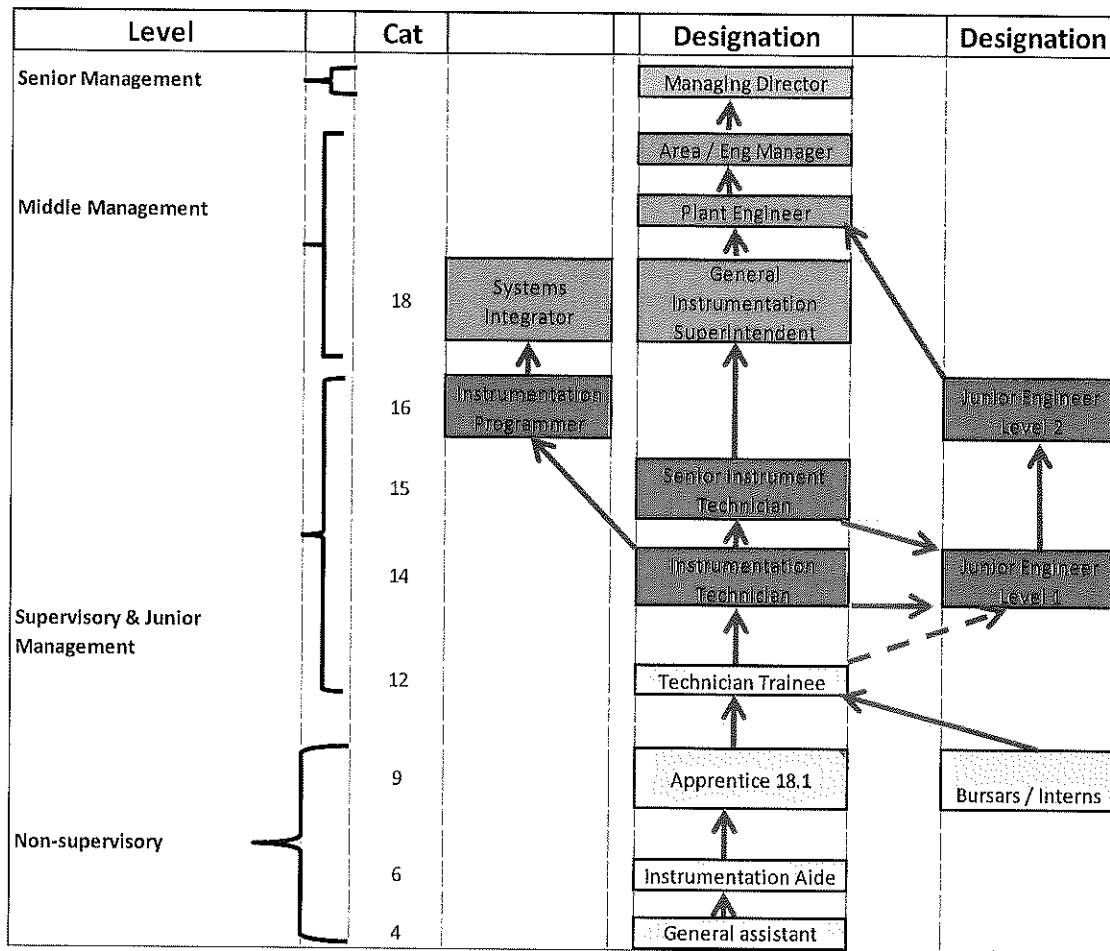 Level Cat Designation Designation
Senior Management
Managing Director
Area / Eng Manager
Middle Management
Plant Engineer
18
Systems
Integrator
General
Instrumentation
Superintendent
16
Instrumentation
Programmer
Junior Engineer
Level 2
15
Senior Instrument
Technician
14
Instrumentation
Technician
Junior Engineer
Level 1
Supervisory & Junior
Management
12
Technician Trainee
9
Apprentice 18.1
Bursars / Interns
Non-supervisory
6
Instrumentation Aide
4
General assistant